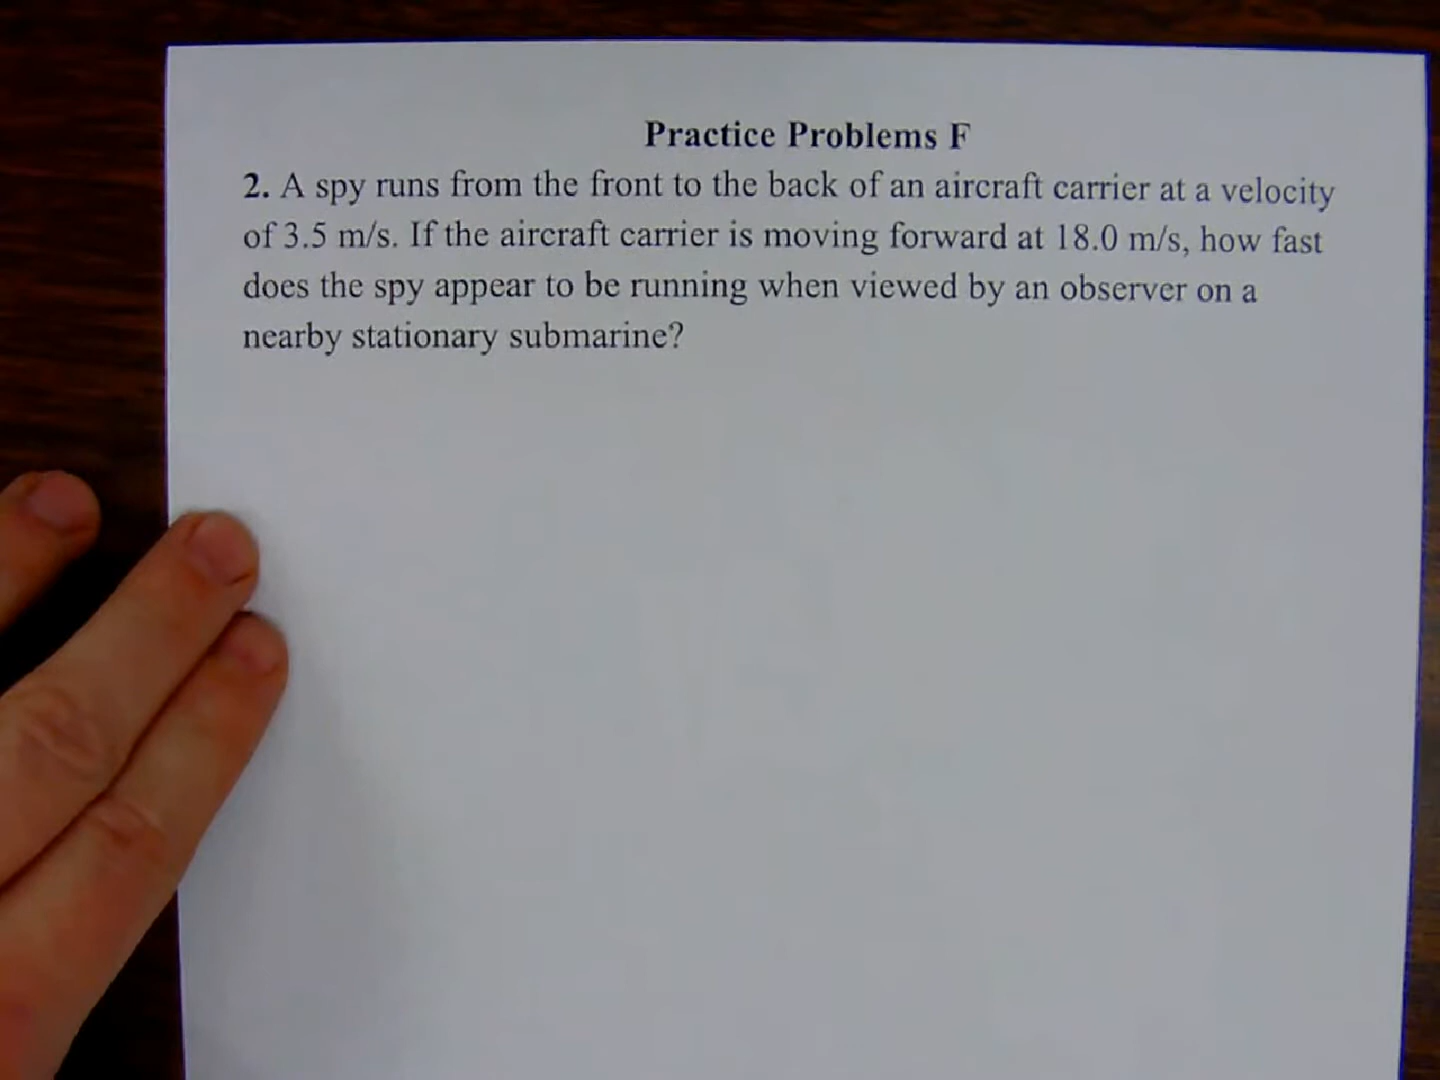 Practice Problems F
2. A spy runs from the front to the back of an aircraft carrier at a velocity
of 3.5 m/s. If the aircraft carrier is moving forward at 18.0 m/s, how fast
does the spy appear to be running when viewed by an observer on a
nearby stationary submarine?